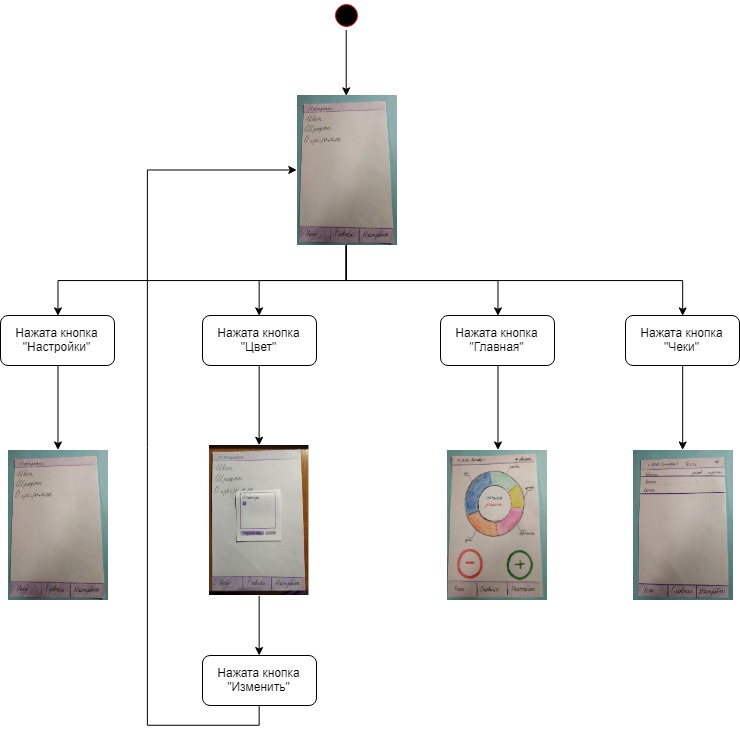 Настройки
Цвет
Шрифт
О программе
Чеки Главная Настройки
Нажата кнопка
"Настройки"
Нажата кнопка
"Цвет"
Нажата кнопка
"Главная"
Нажата кнопка
"Чеки"
Настройки
Цвет
Шрифт
О программе
Чеки Главная Настройки
Настройки
Цвет
Шрифт
О программе
Чеки Главная Настройки
Чеки Главная Настройки
Чеки Главная Настройки
Нажата кнопка
"Изменить"